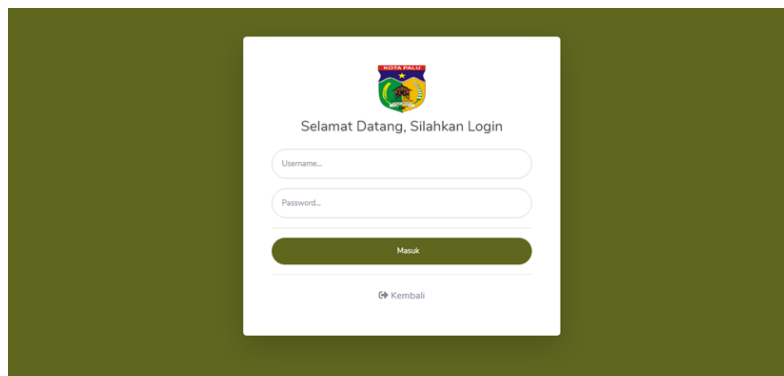 KOTA PALU
Selamat Datang, Silahkan Login
Username...
Password...
Masuk
Kembali